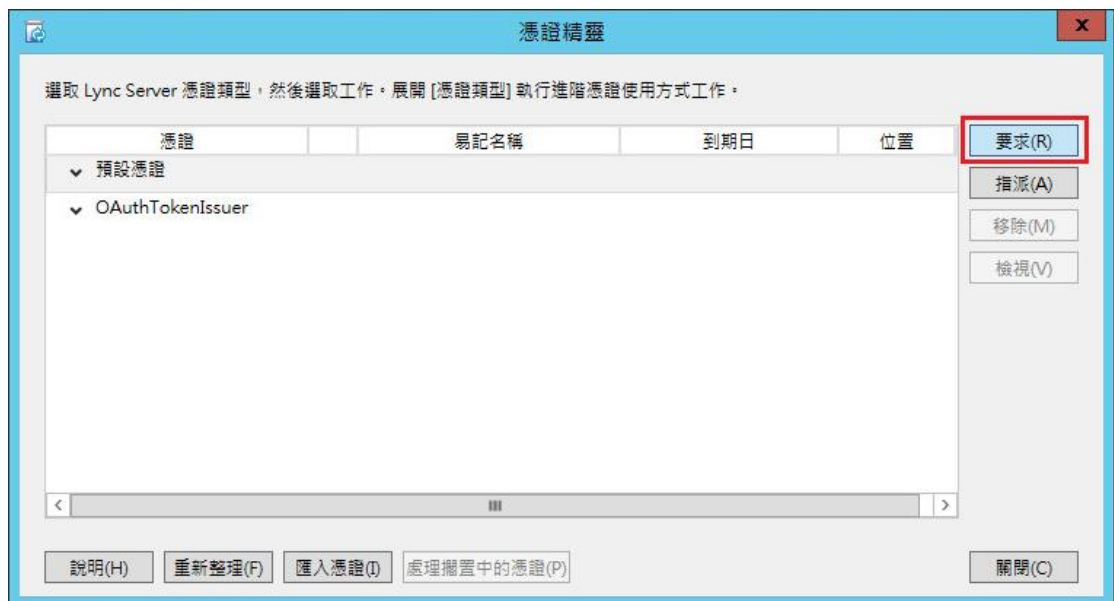 憑證精靈
x
選取 Lync Server 憑證類型，然後選取工作。展開 [憑證類型] 執行進階憑證使用方式工作。
憑證 易記名稱 到期日 位置
要求(R)
預設憑證
指派(A)
OAuthTokenIssuer
移除(M)
檢視(V)
說明(H) 重新整理(F) 匯入憑證(I) 處理擱置中的憑證(P) 關閉(C)